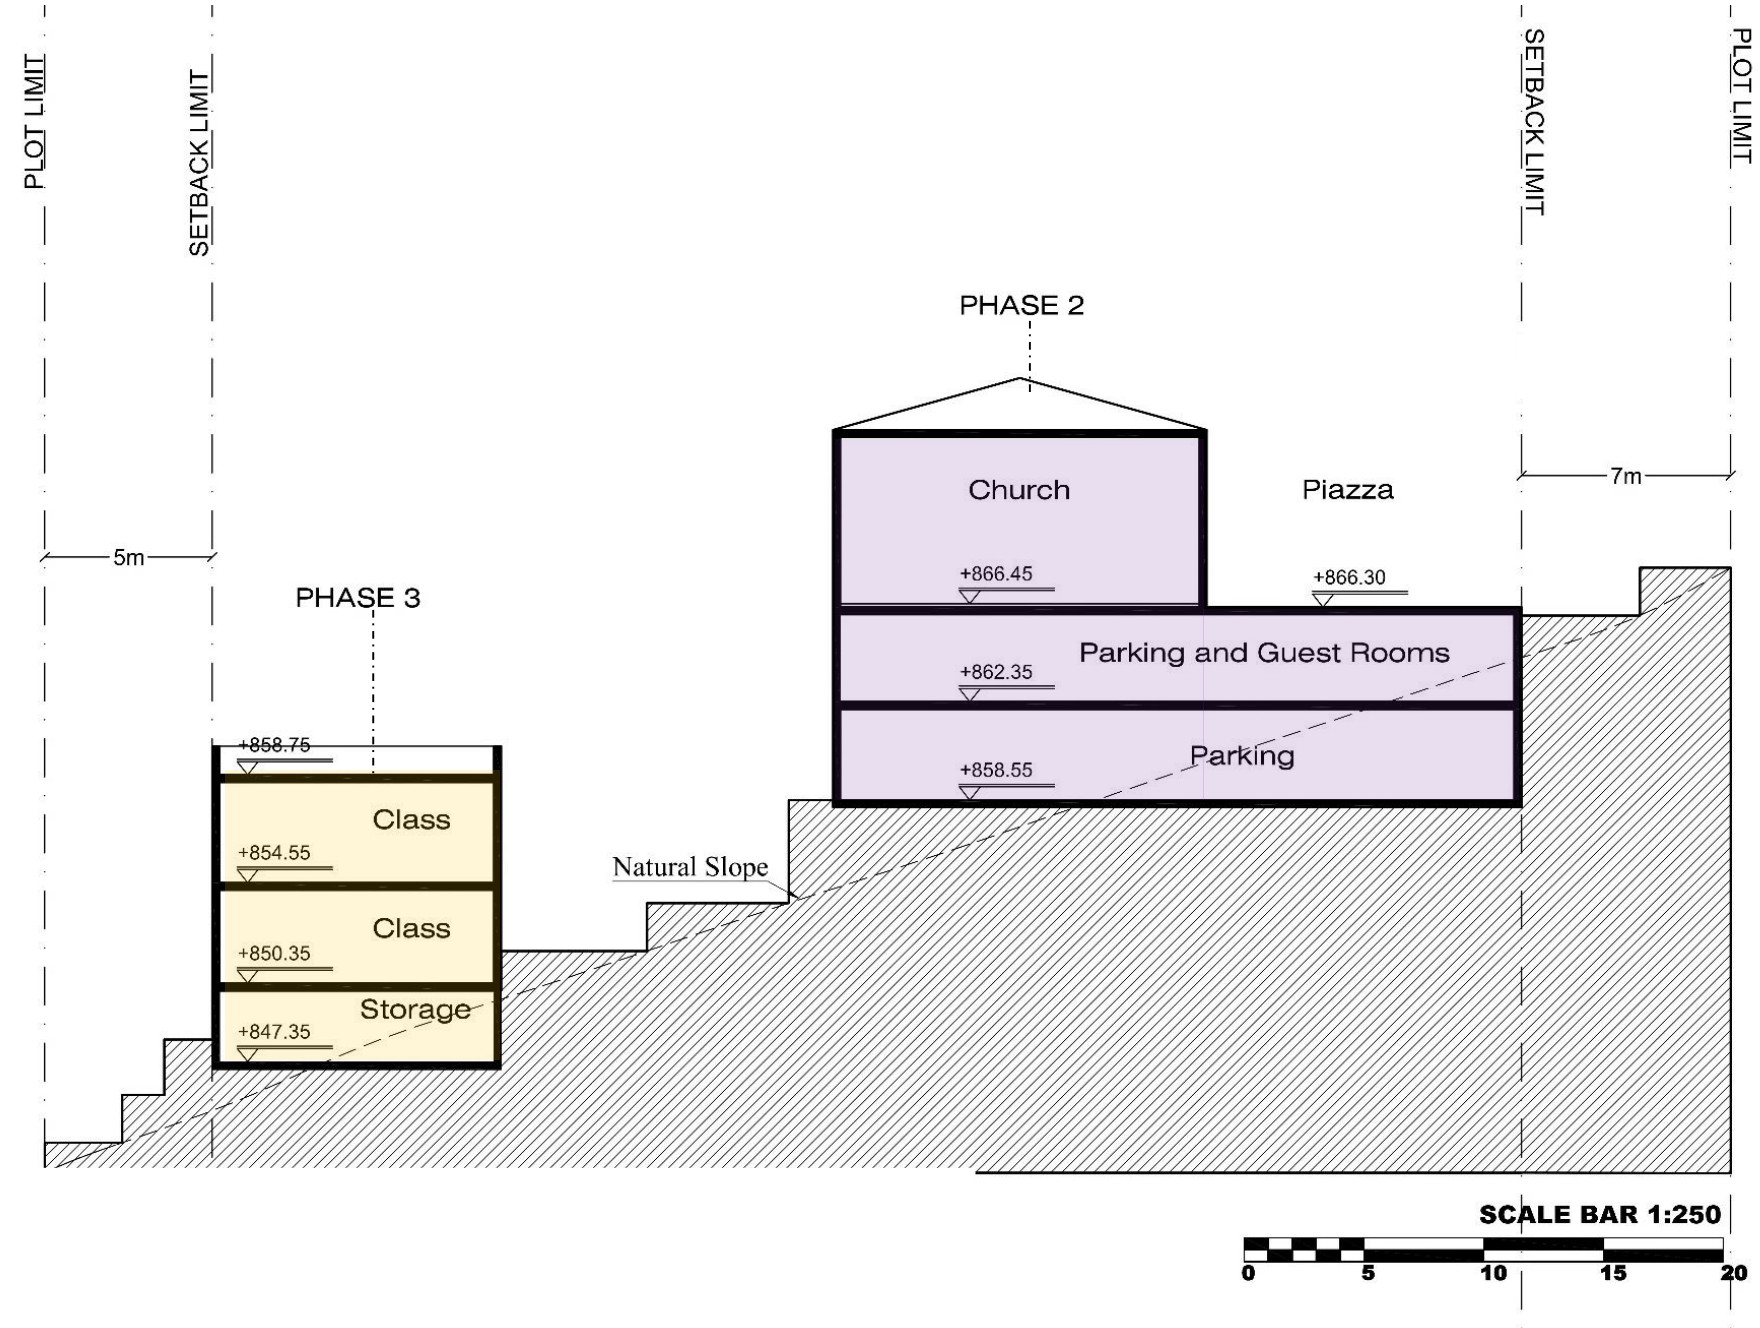 PLOT LIMIT
SETBACK LIMIT
SETBACK LIMIT
PLOT LIMIT
PHASE 2
Church
Piazza
7m
5m
+866.45
+866.30
PHASE 3
Parking and Guest Rooms
+862.35
+858.75
Parking
+858.55
Class
+854.55
Natural Slope
Class
+850.35
Storage
+847.35
SCALE BAR 1:250
0 5 10 15 20